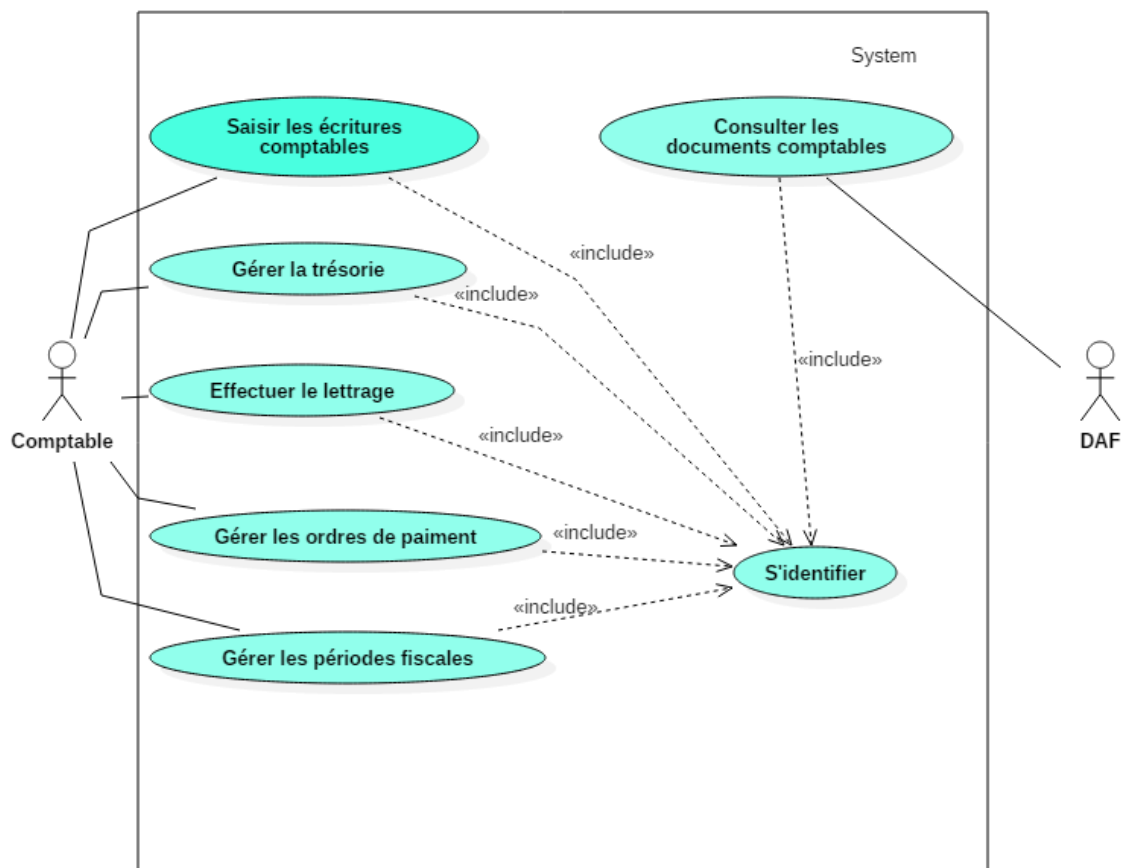 System
Saisir les écritures
comptables
Consulter les
documents comptables
«include»
Gérer la trésorie
«include»
«include»
Effectuer le lettrage
«include»
Comptable
DAF
Gérer les ordres de paiment
«include»
S'identifier
«include»
Gérer les périodes fiscales